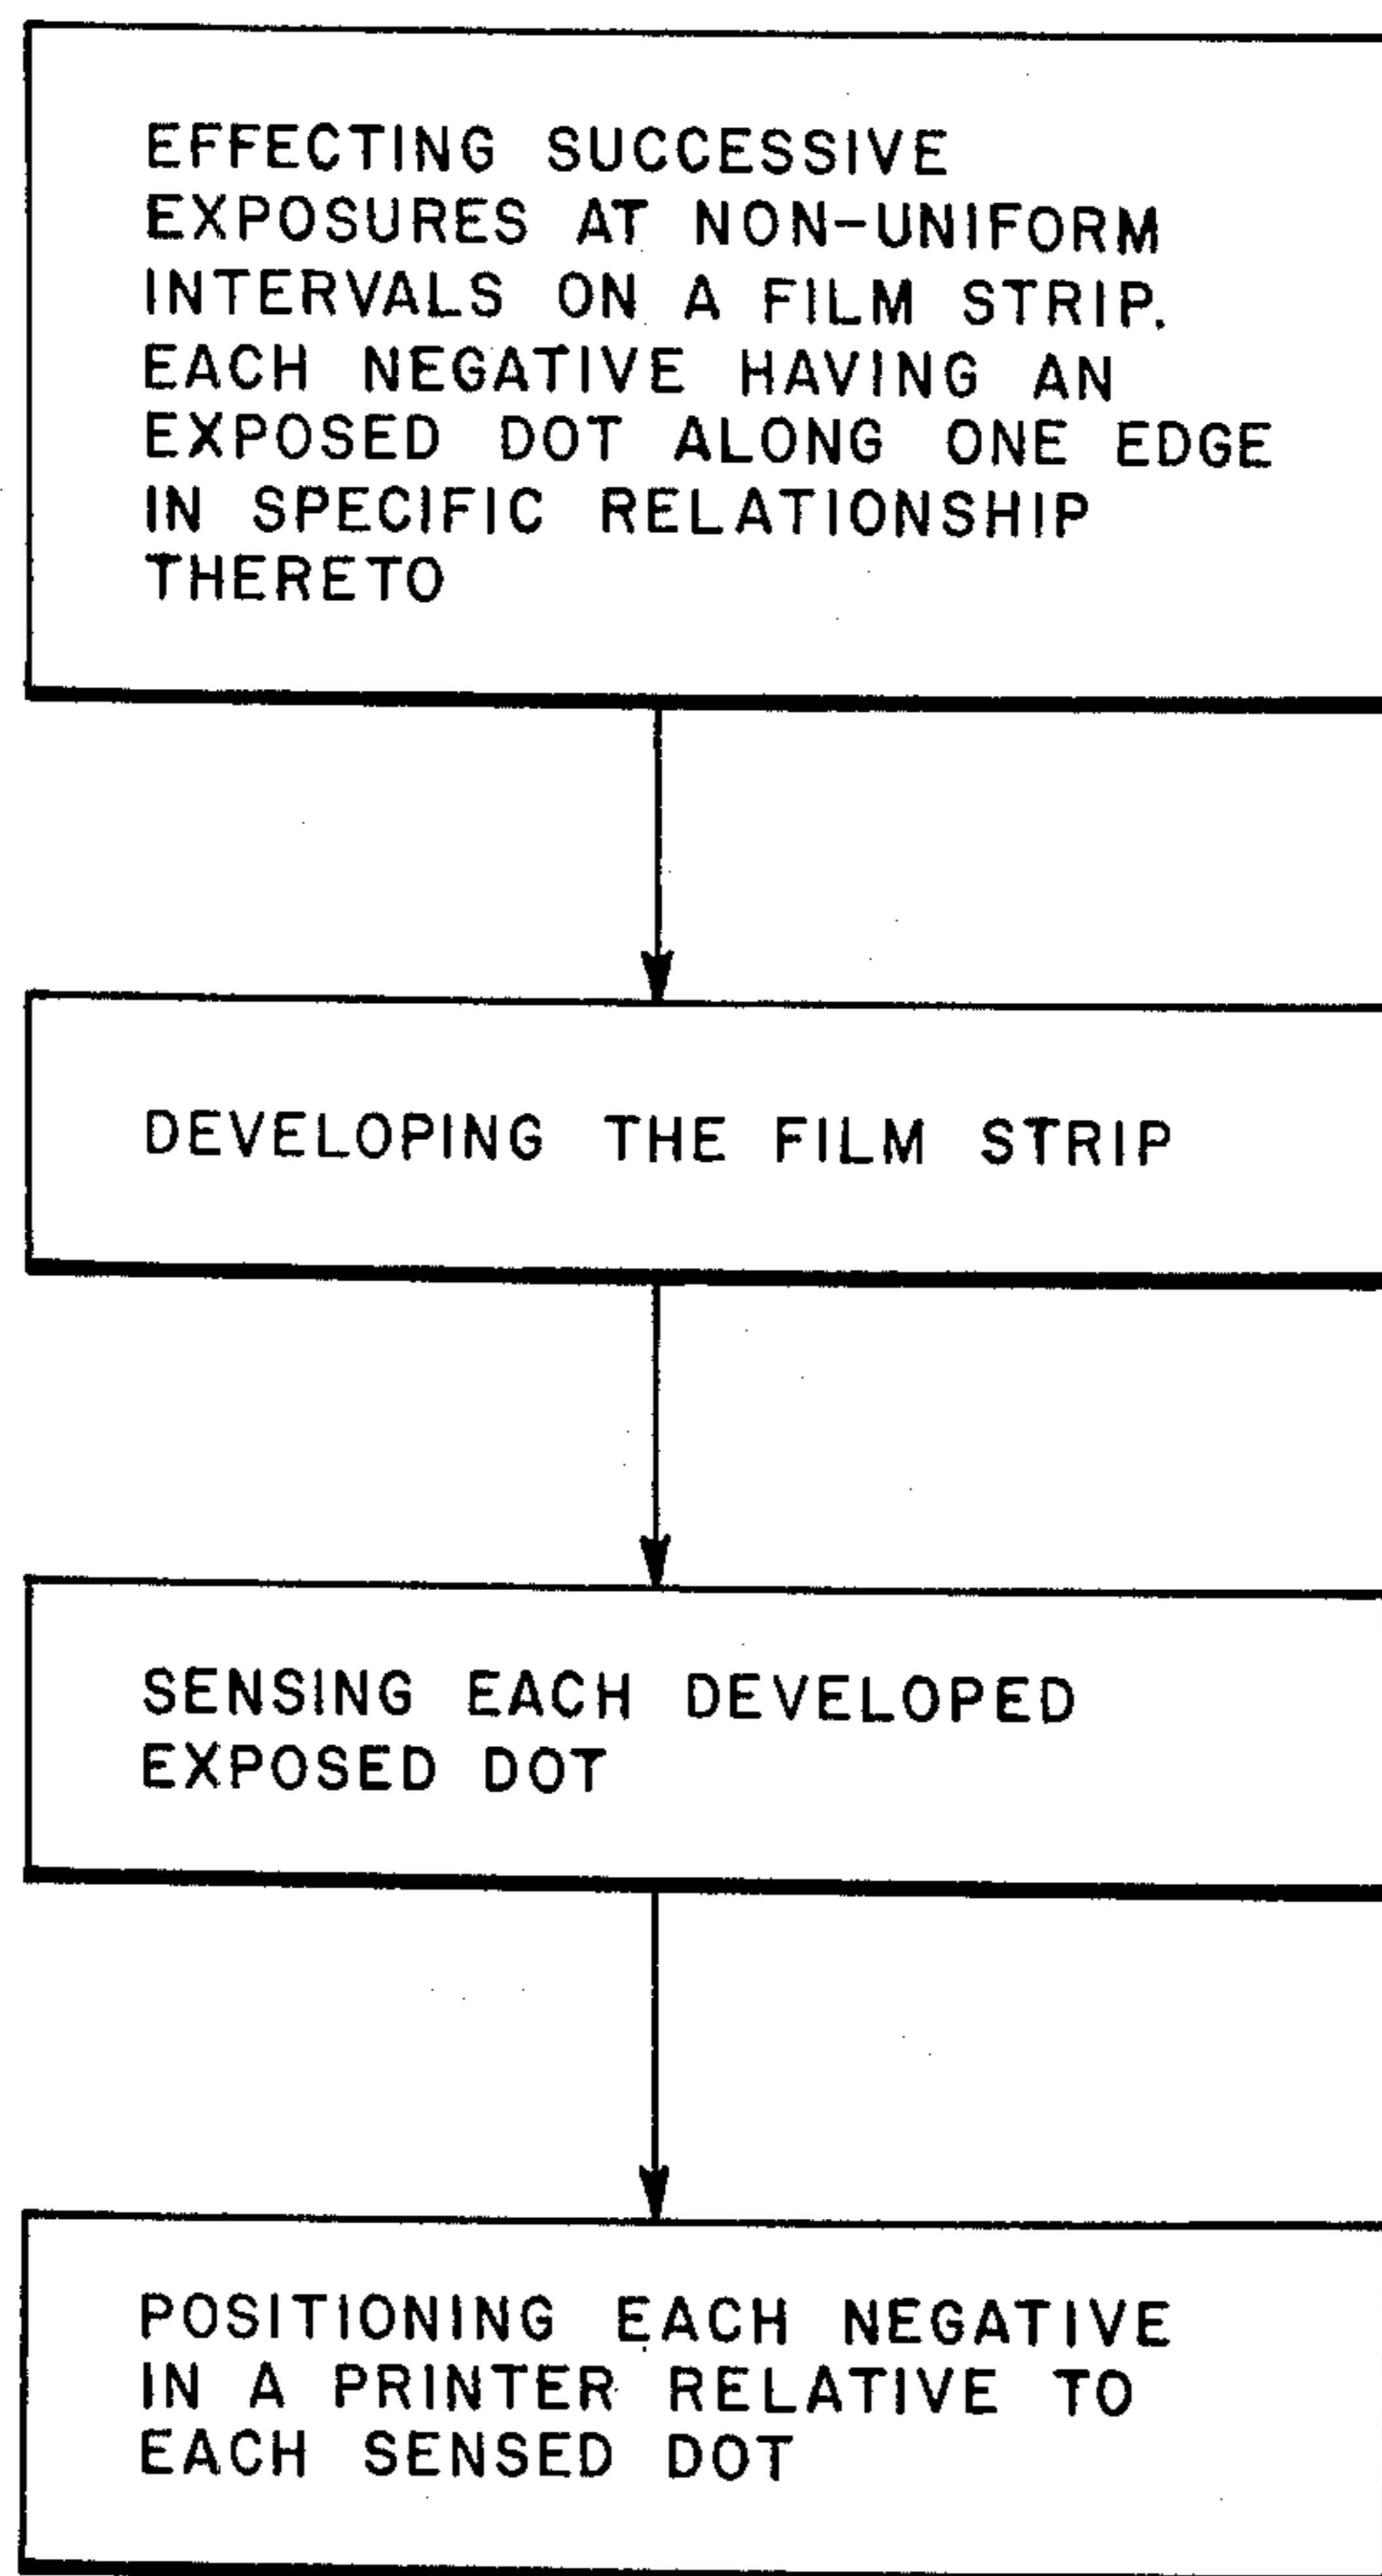 EFFECTING SUCCESSIVE
EXPOSURES AT NON-UNIFORM
INTERVALS ON A FILM STRIP.
EACH NEGATIVE HAVING AN
EXPOSED DOT ALONG ONE EDGE
IN SPECIFIC RELATIONSHIP
THERETO
DEVELOPING THE FILM STRIP
SENSING EACH DEVELOPED
EXPOSED DOT
POSITIONING EACH NEGATIVE
IN A PRINTER RELATIVE TO
EACH SENSED DOT